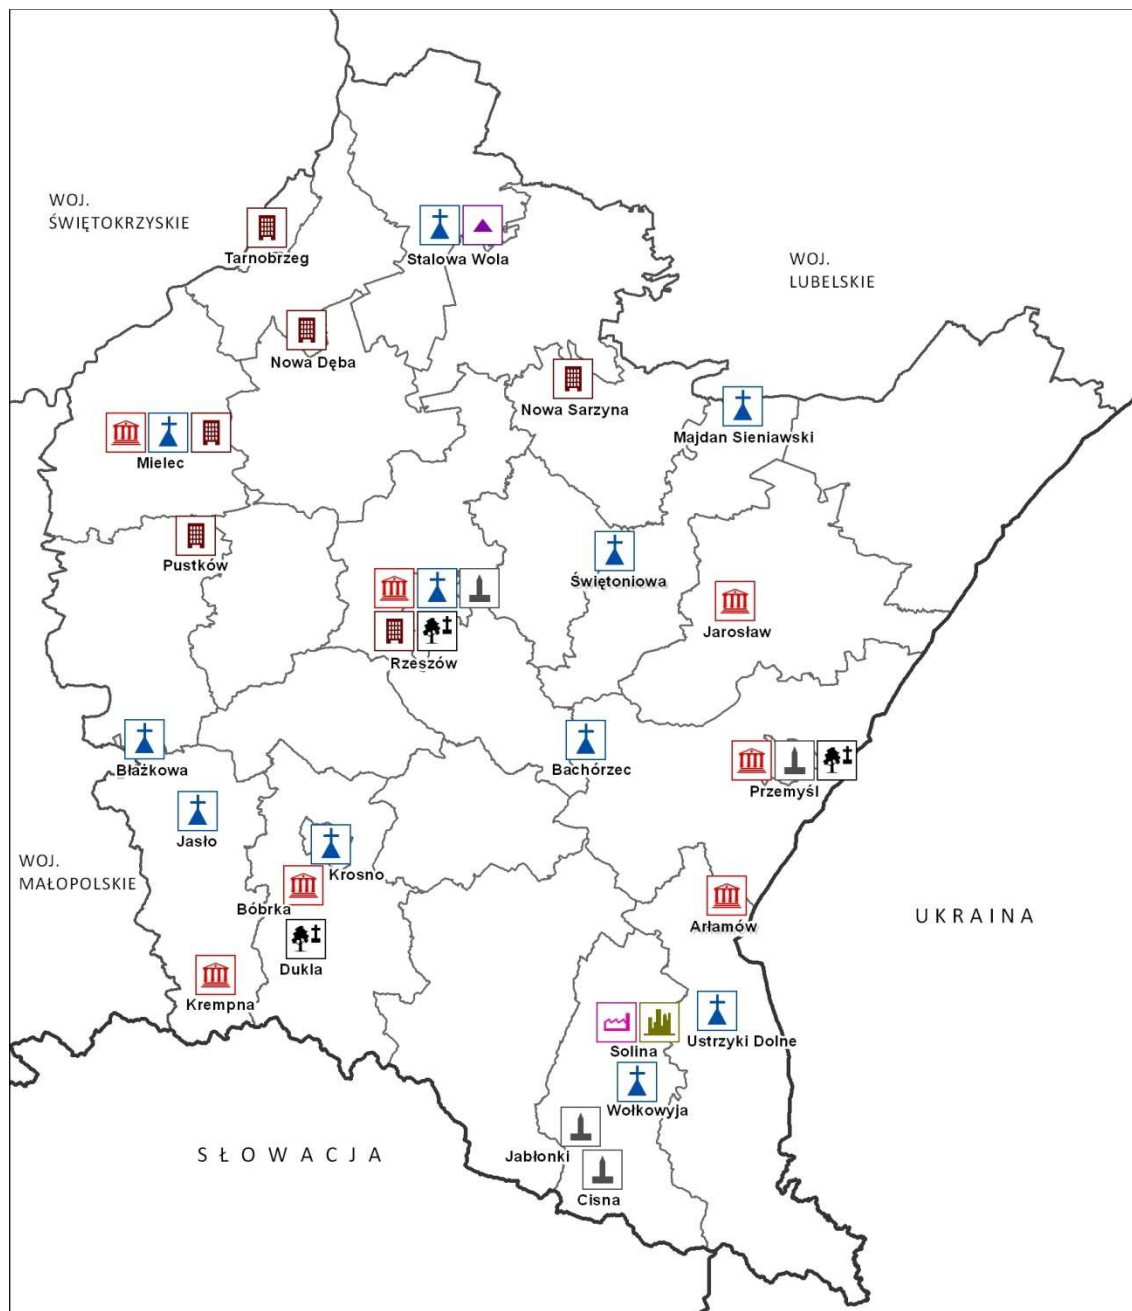 WOJ.
ŚWIĘTOKRZYSKIE
Tarnobrzeg
Stalowa Wola
WOJ.
LUBELSKIE
Nowa Dęba
Nowa Sarzyna
Majdan Sieniawski
Mielec
Pustków
Świętoniowa
Jarosław
Rzeszów
Błażkowa
Bachórzec
Przemyśl
Jasło
WOJ.
MAŁOPOLSKIE
Krosno
Bóbrka
Arłamów
UKRAINA
Dukla
Krempna
Solina
Ustrzyki Dolne
Wołkowyja
SŁOWACJA
Jabłonki
Cisna